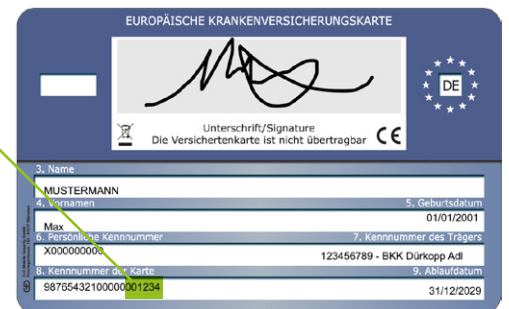 EUROPÄISCHE KRANKENVERSICHERUNGSKARTE
DE
Unterschrift/Signature
Die Versichertenkarte ist nicht übertragbar CE
3. Name
MUSTERMANN
4. Vornamen 5. Geburtsdatum
Max 01/01/2001
6. Persönliche Kennnummer 7. Kennnummer des Trägers
X000000000 123456789 - BKK Dürkopp Adl
8. Kennnummer der Karte 9. Ablaufdatum
98765432100000001234 31/12/2029